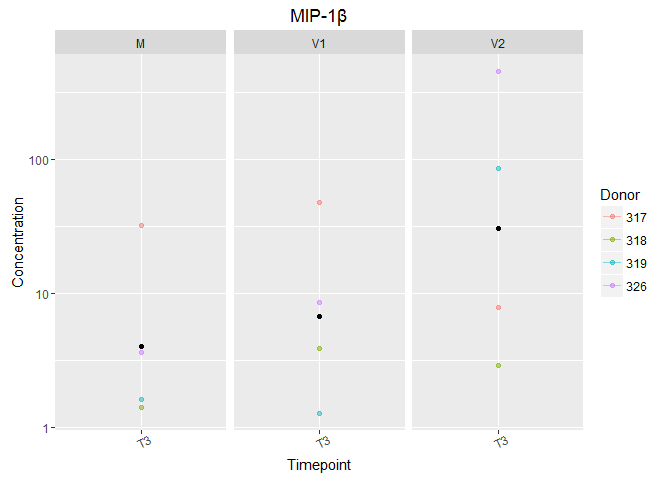 MIP-1β
M V1 V2
100
10
1
Concentration
T3 T3 T3
Timepoint
Donor
317
318
319
326